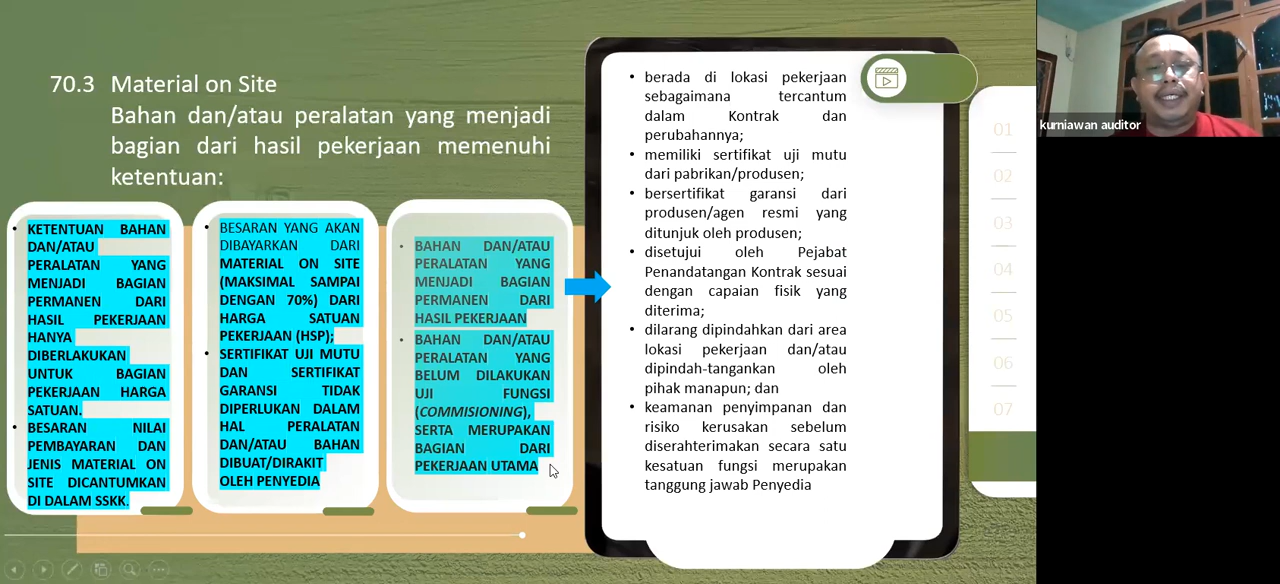 70.3 Material on Site
Bahan dan/atau peralatan yang menjadi
bagian dari hasil pekerjaan memenuhi
ketentuan:
• KETENTUAN BAHAN
DAN/ATAU
PERALATAN YANG
MENJADI BAGIAN
PERMANEN DARI
HASIL PEKERJAAN
HANYA
DIBERLAKUKAN
UNTUK BAGIAN
PEKERJAAN HARGA
SATUAN.
• BESARAN NILAI
PEMBAYARAN DAN
JENIS MATERIAL ON
SITE DICANTUMKAN
DI DALAM SSKK.
• BESARAN YANG AKAN
DIBAYARKAN DARI
MATERIAL ON SITE
(MAKSIMAL SAMPAI
DENGAN 70%) DARI
HARGA SATUAN
PEKERJAAN (HSP);
• SERTIFIKAT UJI MUTU
DAN SERTIFIKAT
GARANSI TIDAK
DIPERLUKAN DALAM
HAL PERALATAN
DAN/ATAU BAHAN
DIBUAT/DIRAKIT
OLEH PENYEDIA
• BAHAN DAN/ATAU
PERALATAN YANG
MENJADI BAGIAN
PERMANEN DARI
HASIL PEKERJAAN
• BAHAN DAN/ATAU
PERALATAN YANG
BELUM DILAKUKAN
UJI FUNGSI
(COMMISIONING),
SERTA MERUPAKAN
BAGIAN DARI
PEKERJAAN UTAMA
• berada di lokasi pekerjaan
sebagaimana tercantum
dalam Kontrak dan
perubahannya;
• memiliki sertifikat uji mutu
dari pabrikan/produsen;
• bersertifikat garansi dari
produsen/agen resmi yang
ditunjuk oleh produsen;
• disetujui oleh Pejabat
Penandatangan Kontrak sesuai
dengan capaian fisik yang
diterima;
• dilarang dipindahkan dari area
lokasi pekerjaan dan/atau
dipindah-tangankan oleh
pihak manapun; dan
• keamanan penyimpanan dan
risiko kerusakan sebelum
diserahterimakan secara satu
kesatuan fungsi merupakan
tanggung jawab Penyedia
01
02
03
04
05
06
07
kurniawan auditor